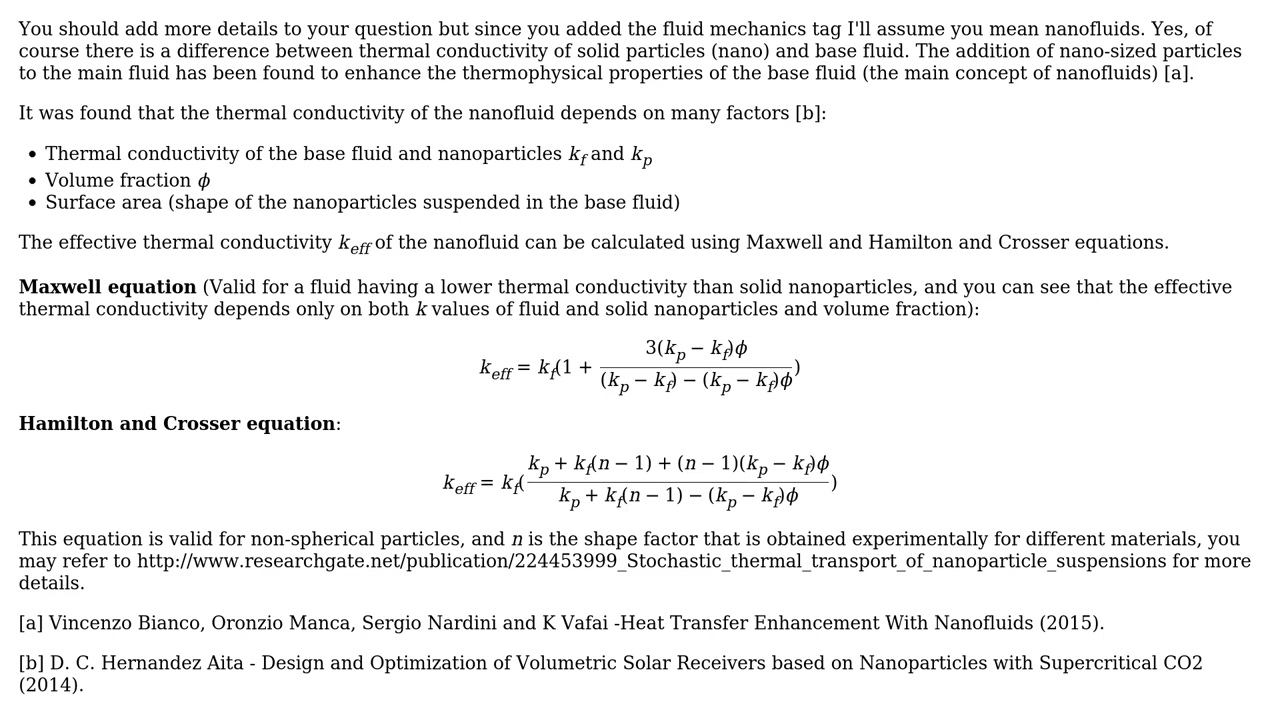 You should add more details to your question but since you added the fluid mechanics tag I'll assume you mean nanofluids. Yes, of
course there is a difference between thermal conductivity of solid particles (nano) and base fluid. The addition of nano-sized particles
to the main fluid has been found to enhance the thermophysical properties of the base fluid (the main concept of nanofluids) [a].
It was found that the thermal conductivity of the nanofluid depends on many factors [b]:
• Thermal conductivity of the base fluid and nanoparticles k_f and k_p
• Volume fraction ϕ
• Surface area (shape of the nanoparticles suspended in the base fluid)
The effective thermal conductivity k_eff of the nanofluid can be calculated using Maxwell and Hamilton and Crosser equations.
Maxwell equation (Valid for a fluid having a lower thermal conductivity than solid nanoparticles, and you can see that the effective
thermal conductivity depends only on both k values of fluid and solid nanoparticles and volume fraction):
k_eff = k_f(1 + \frac{3(k_p − k_f)ϕ}{(k_p − k_f) − (k_p − k_f)ϕ})
Hamilton and Crosser equation:
k_eff = k_f(\frac{k_p + k_f(n − 1) + (n − 1)(k_p − k_f)ϕ}{k_p + k_f(n − 1) − (k_p − k_f)ϕ})
This equation is valid for non-spherical particles, and n is the shape factor that is obtained experimentally for different materials, you
may refer to http://www.researchgate.net/publication/224453999_Stochastic_thermal_transport_of_nanoparticle_suspensions for more
details.
[a] Vincenzo Bianco, Oronzio Manca, Sergio Nardini and K Vafai -Heat Transfer Enhancement With Nanofluids (2015).
[b] D. C. Hernandez Aita - Design and Optimization of Volumetric Solar Receivers based on Nanoparticles with Supercritical CO2
(2014).